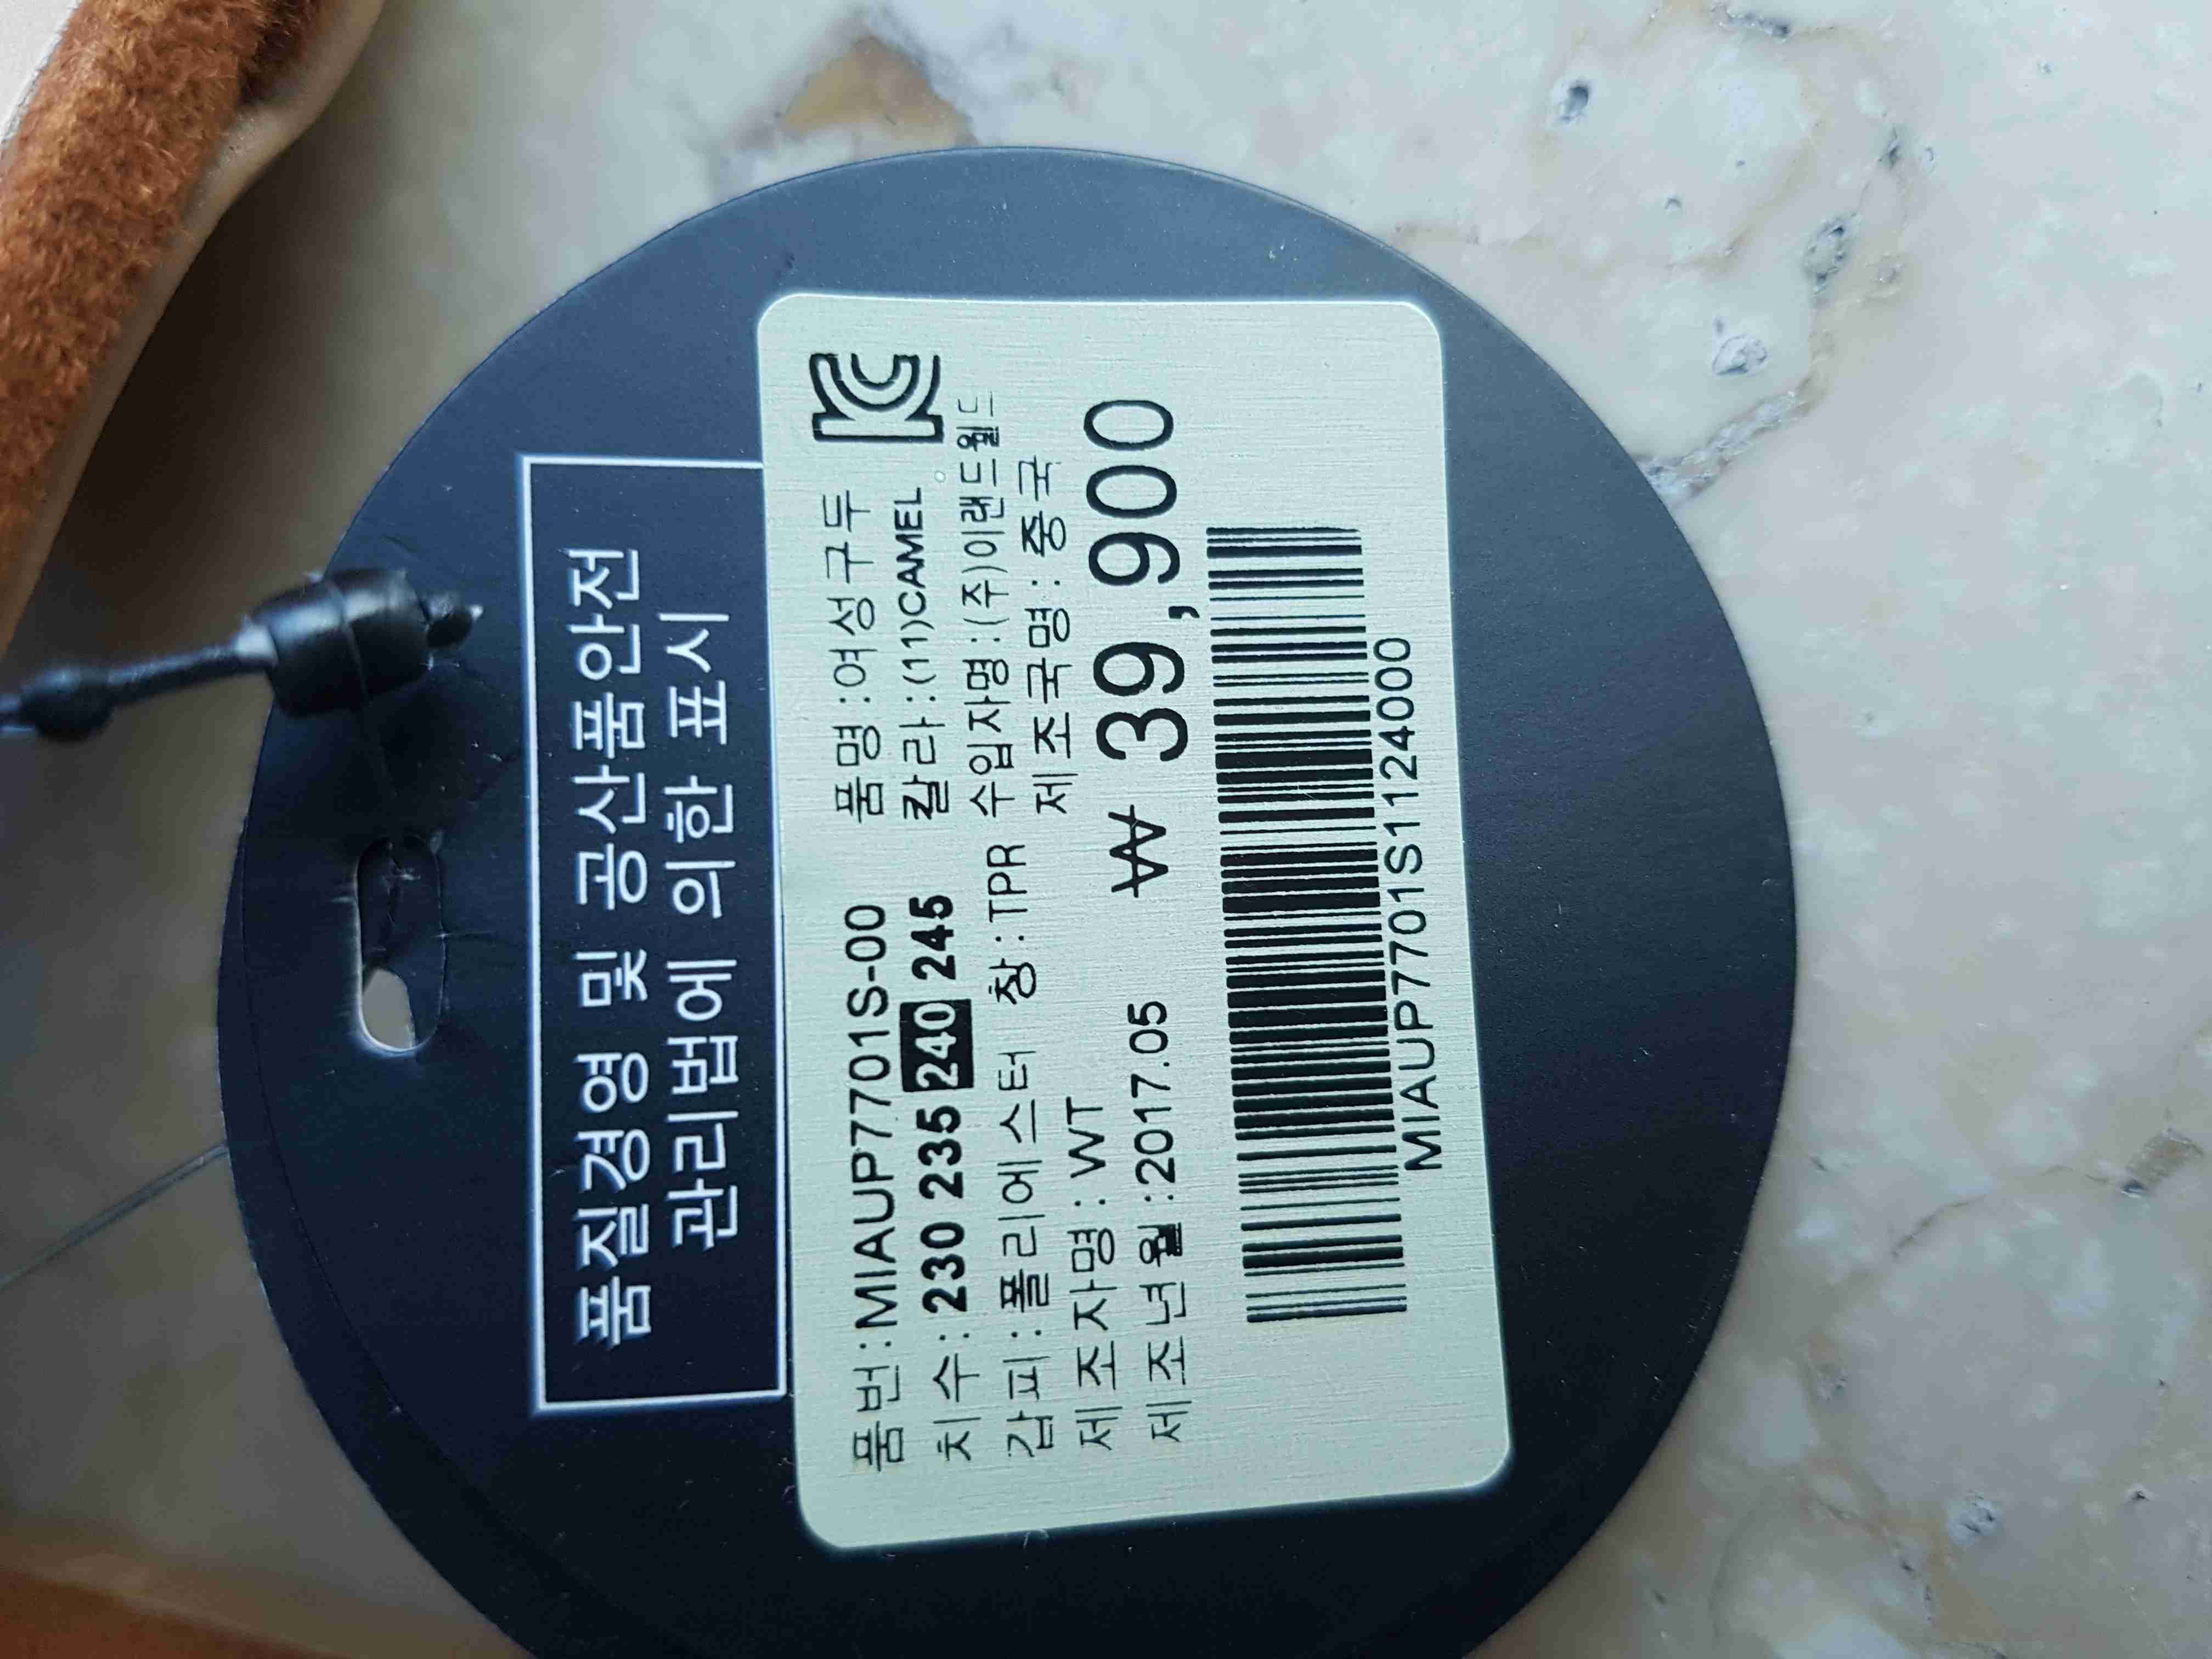 품질경영 및 공산품안전
관리법에 의한 표시
품번:MIAUP7701S-00 품명:여성구두
치수:230 235 240 245 칼라:(11)CAMEL
갑피:폴리에스터 창:TPR 수입자명:(주)이랜드월드
제조자명:WT 제조국명:중국
제조년월:2017.05 ₩ 39,900
MIAUP7701S1124000